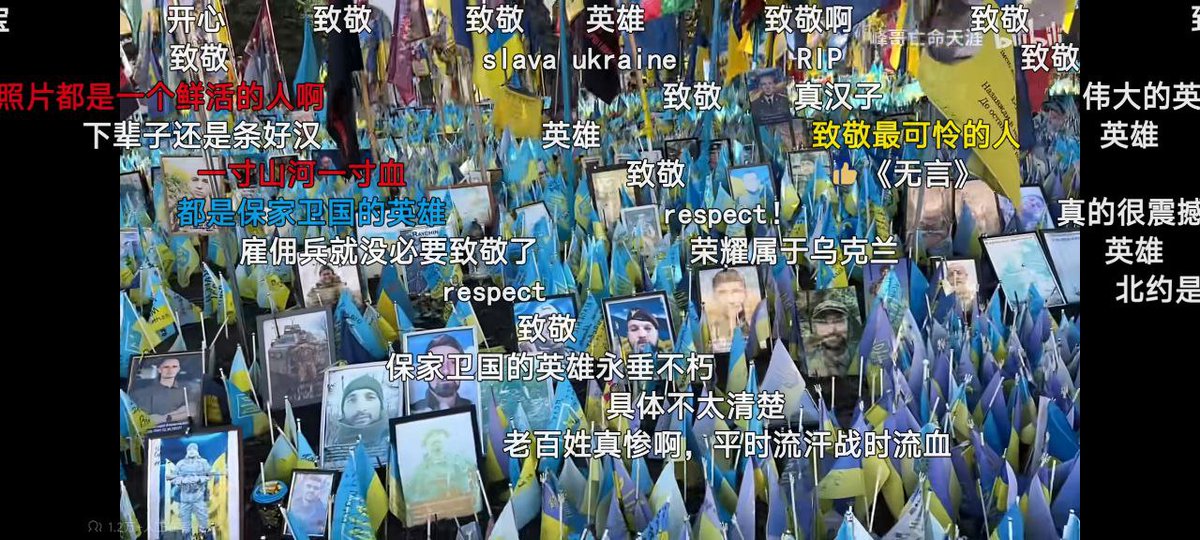 开心 致敬 致敬 英雄 致敬啊 致敬
峰哥亡命天涯 bilibili
致敬 slava ukraine RIP 致敬
照片都是一个鲜活的人啊 致敬 真汉子 伟大的英
下辈子还是条好汉 英雄 致敬最可怜的人 英雄
一寸山河一寸血 致敬 👍《无言》
都是保家卫国的英雄 respect! 真的很震撼
雇佣兵就没必要致敬了 荣耀属于乌克兰 英雄
respect 北约是
致敬
保家卫国的英雄永垂不朽
具体不太清楚
老百姓真惨啊，平时流汗战时流血